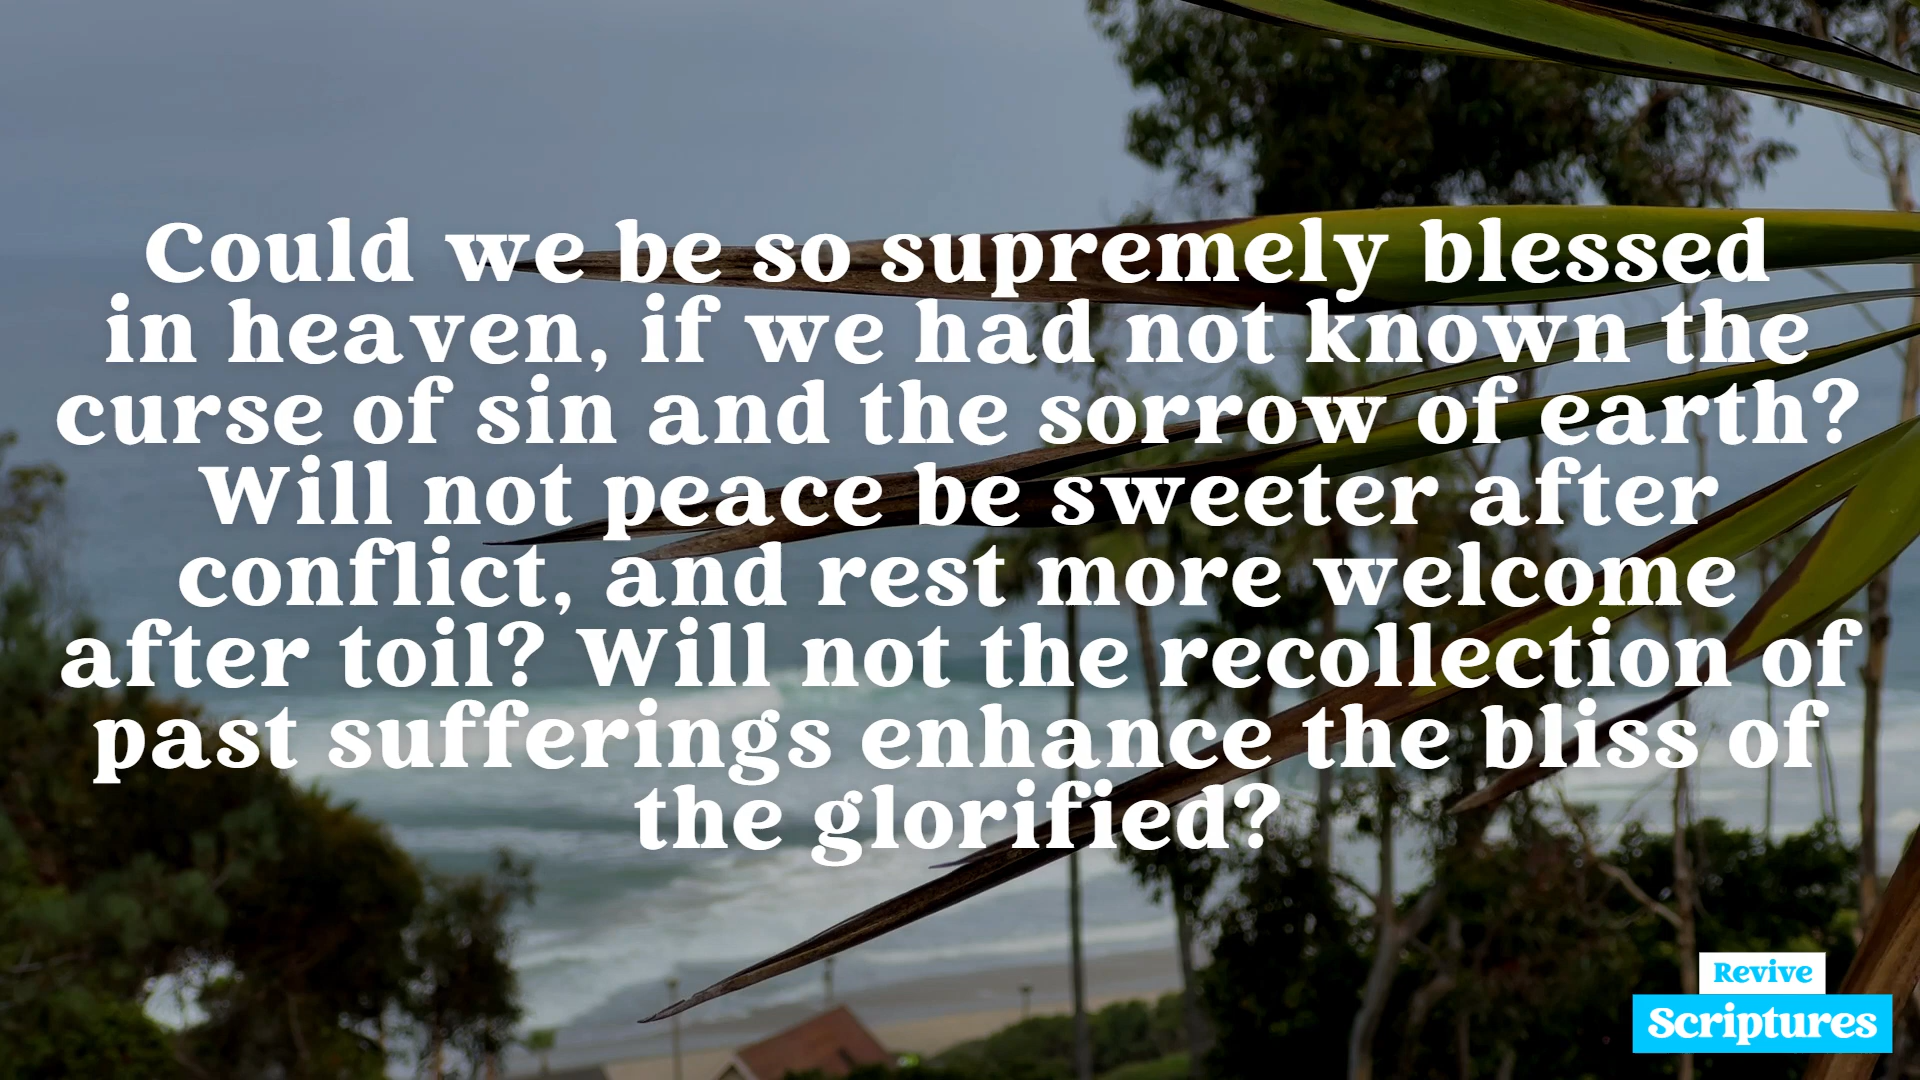 Could we be so supremely blessed
in heaven, if we had not known the
curse of sin and the sorrow of earth?
Will not peace be sweeter after
conflict, and rest more welcome
after toil? Will not the recollection of
past sufferings enhance the bliss of
the glorified?
Revive
Scriptures